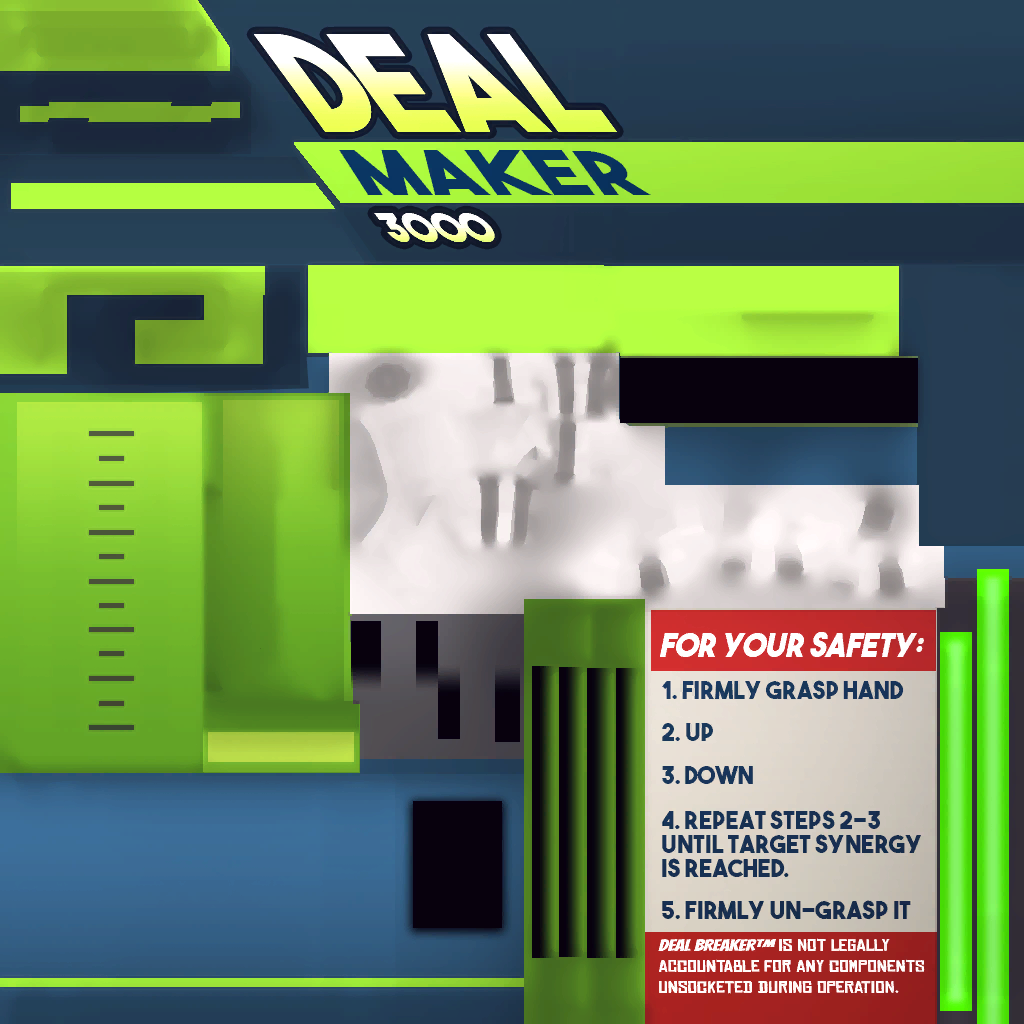 DEAL
MAKER
3000
FOR YOUR SAFETY:
1. FIRMLY GRASP HAND
2. UP
3. DOWN
4. REPEAT STEPS 2-3
UNTIL TARGET SYNERGY
IS REACHED.
5. FIRMLY UN-GRASP IT
DEAL BREAKER™ IS NOT LEGALLY
ACCOUNTABLE FOR ANY COMPONENTS
UNSOCKETED DURING OPERATION.